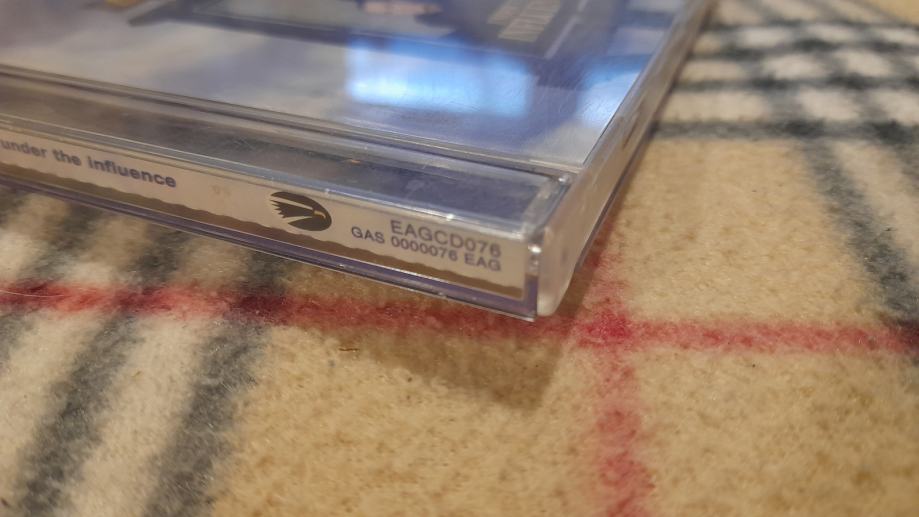 under the influence
EAGCD076
GAS 0000076 EAG